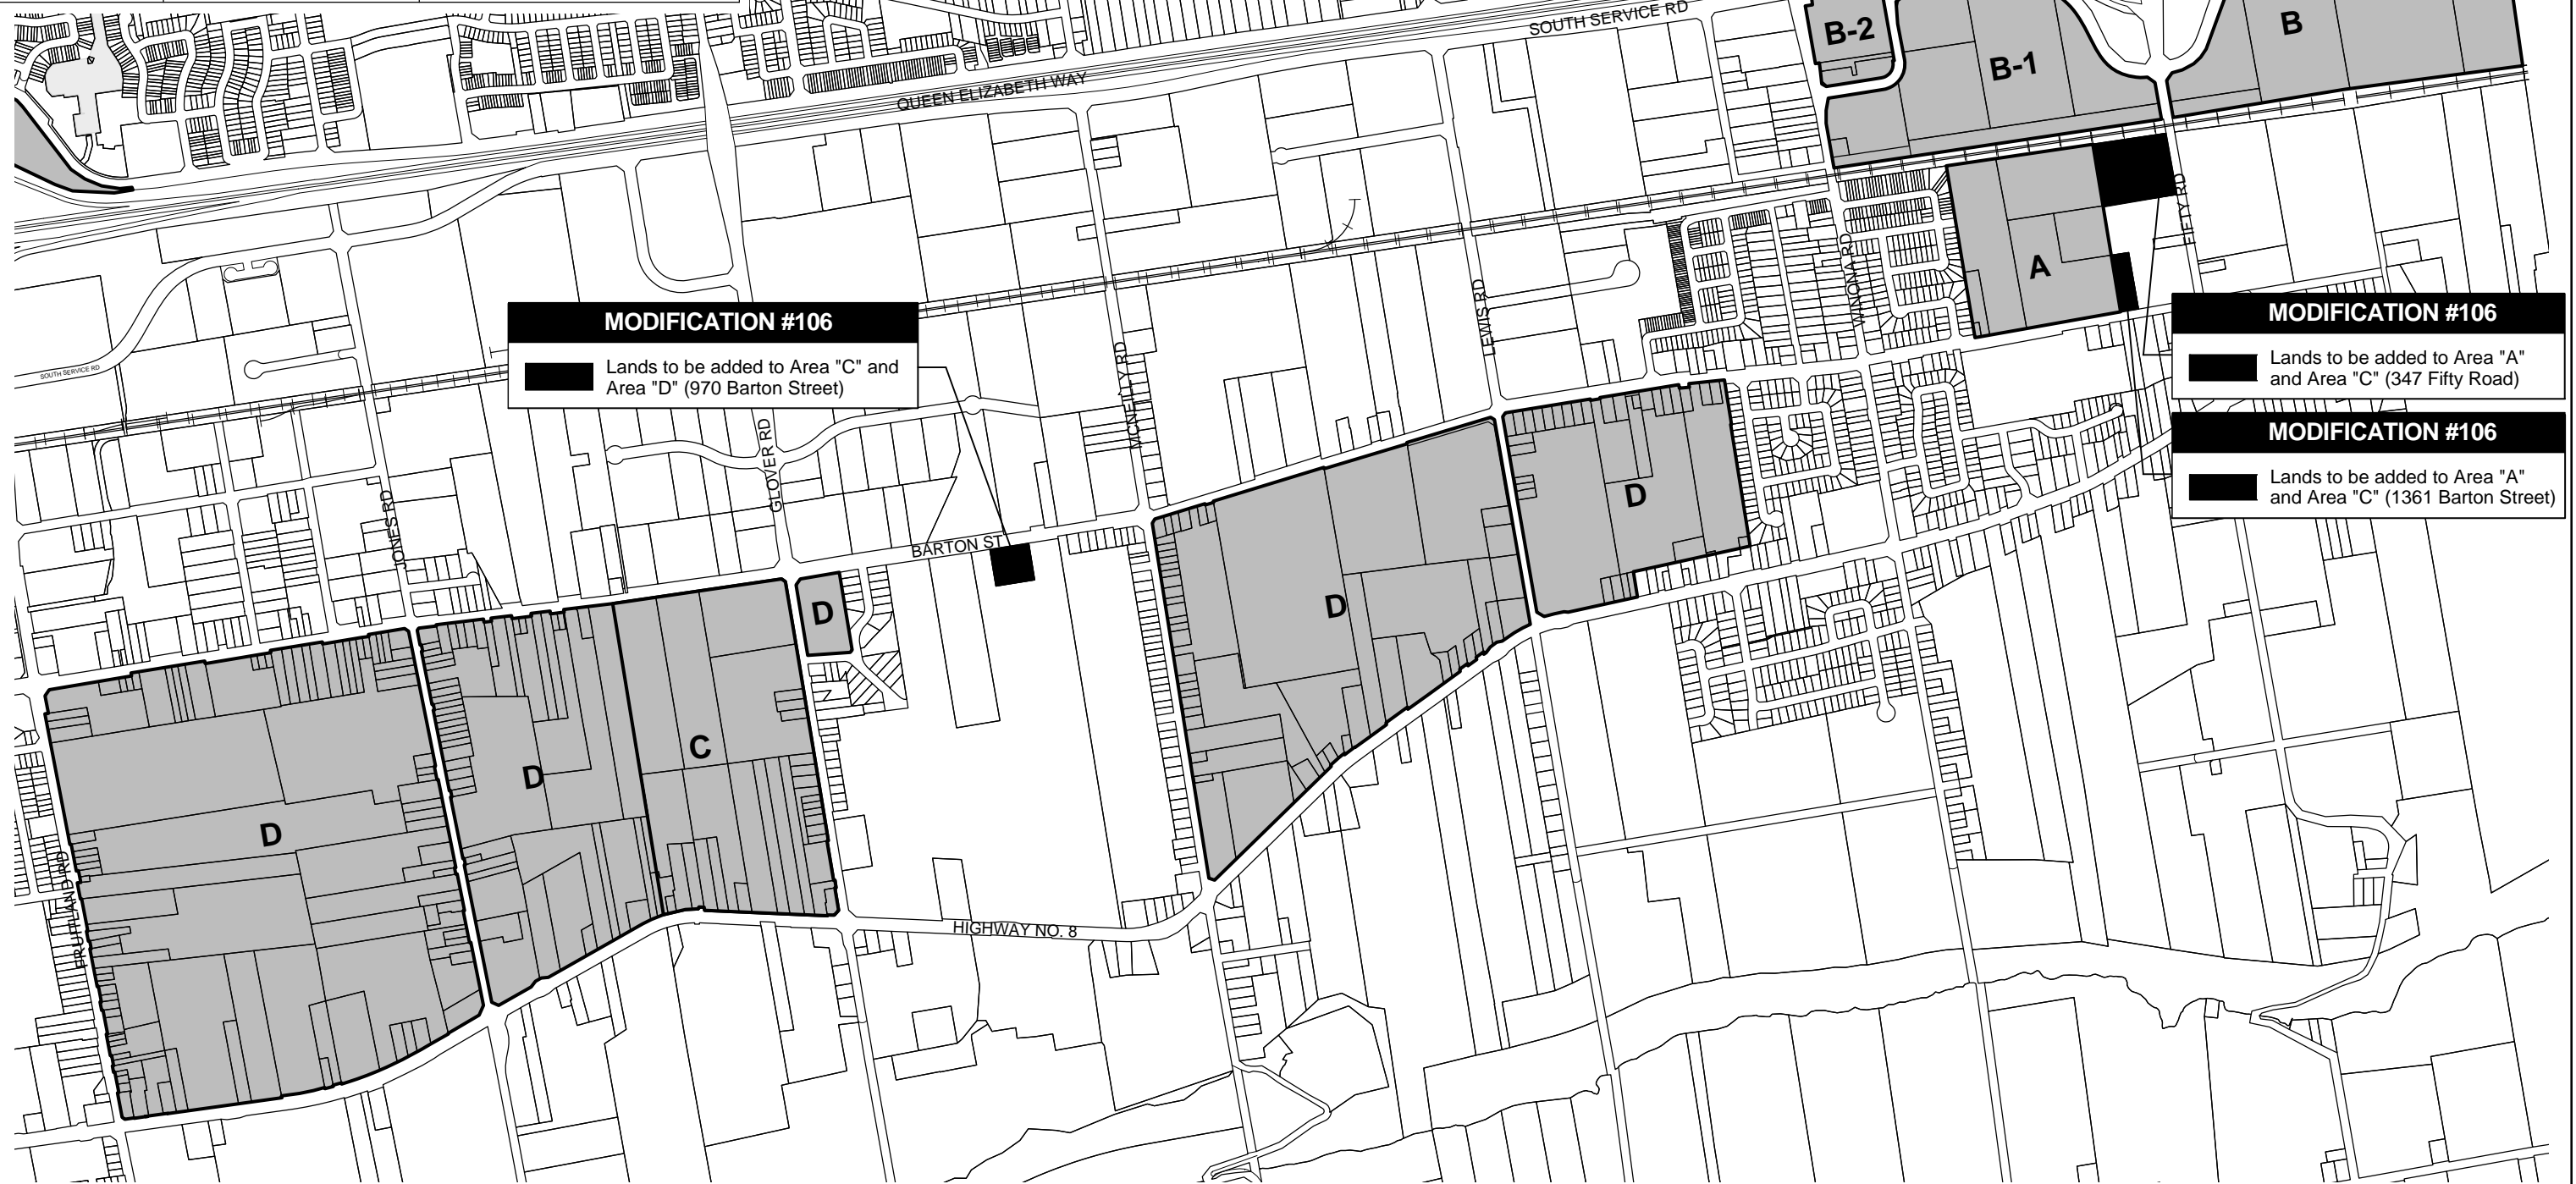 SOUTH SERVICE RD
B-2
B-1
B
QUEEN ELIZABETH WAY
FIFTY RD
WINONA RD
A
LEWIS RD
MODIFICATION #106
Lands to be added to Area "C" and
Area "D" (970 Barton Street)
MODIFICATION #106
Lands to be added to Area "A"
and Area "C" (347 Fifty Road)
MODIFICATION #106
Lands to be added to Area "A"
and Area "C" (1361 Barton Street)
SOUTH SERVICE RD
MCNEILLY RD
GLOVER RD
JONES RD
BARTON ST
D
D
D
D
C
D
FRUITLAND RD
HIGHWAY NO. 8